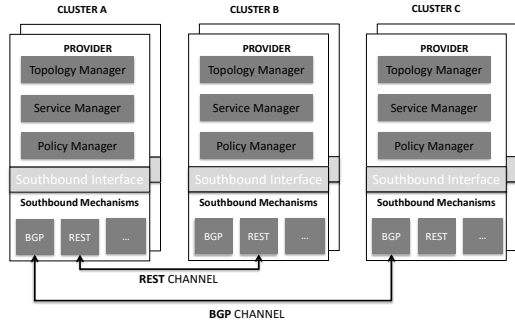 CLUSTER A
CLUSTER B
CLUSTER C
PROVIDER
PROVIDER
PROVIDER
Topology Manager
Topology Manager
Topology Manager
Service Manager
Service Manager
Service Manager
Policy Manager
Policy Manager
Policy Manager
Southbound Interface
Southbound Interface
Southbound Interface
Southbound Mechanisms
Southbound Mechanisms
Southbound Mechanisms
BGP REST ...
BGP REST ...
BGP REST ...
REST CHANNEL
BGP CHANNEL